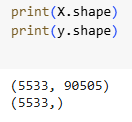 print(X.shape)
print(y.shape)
(5533, 90505)
(5533,)